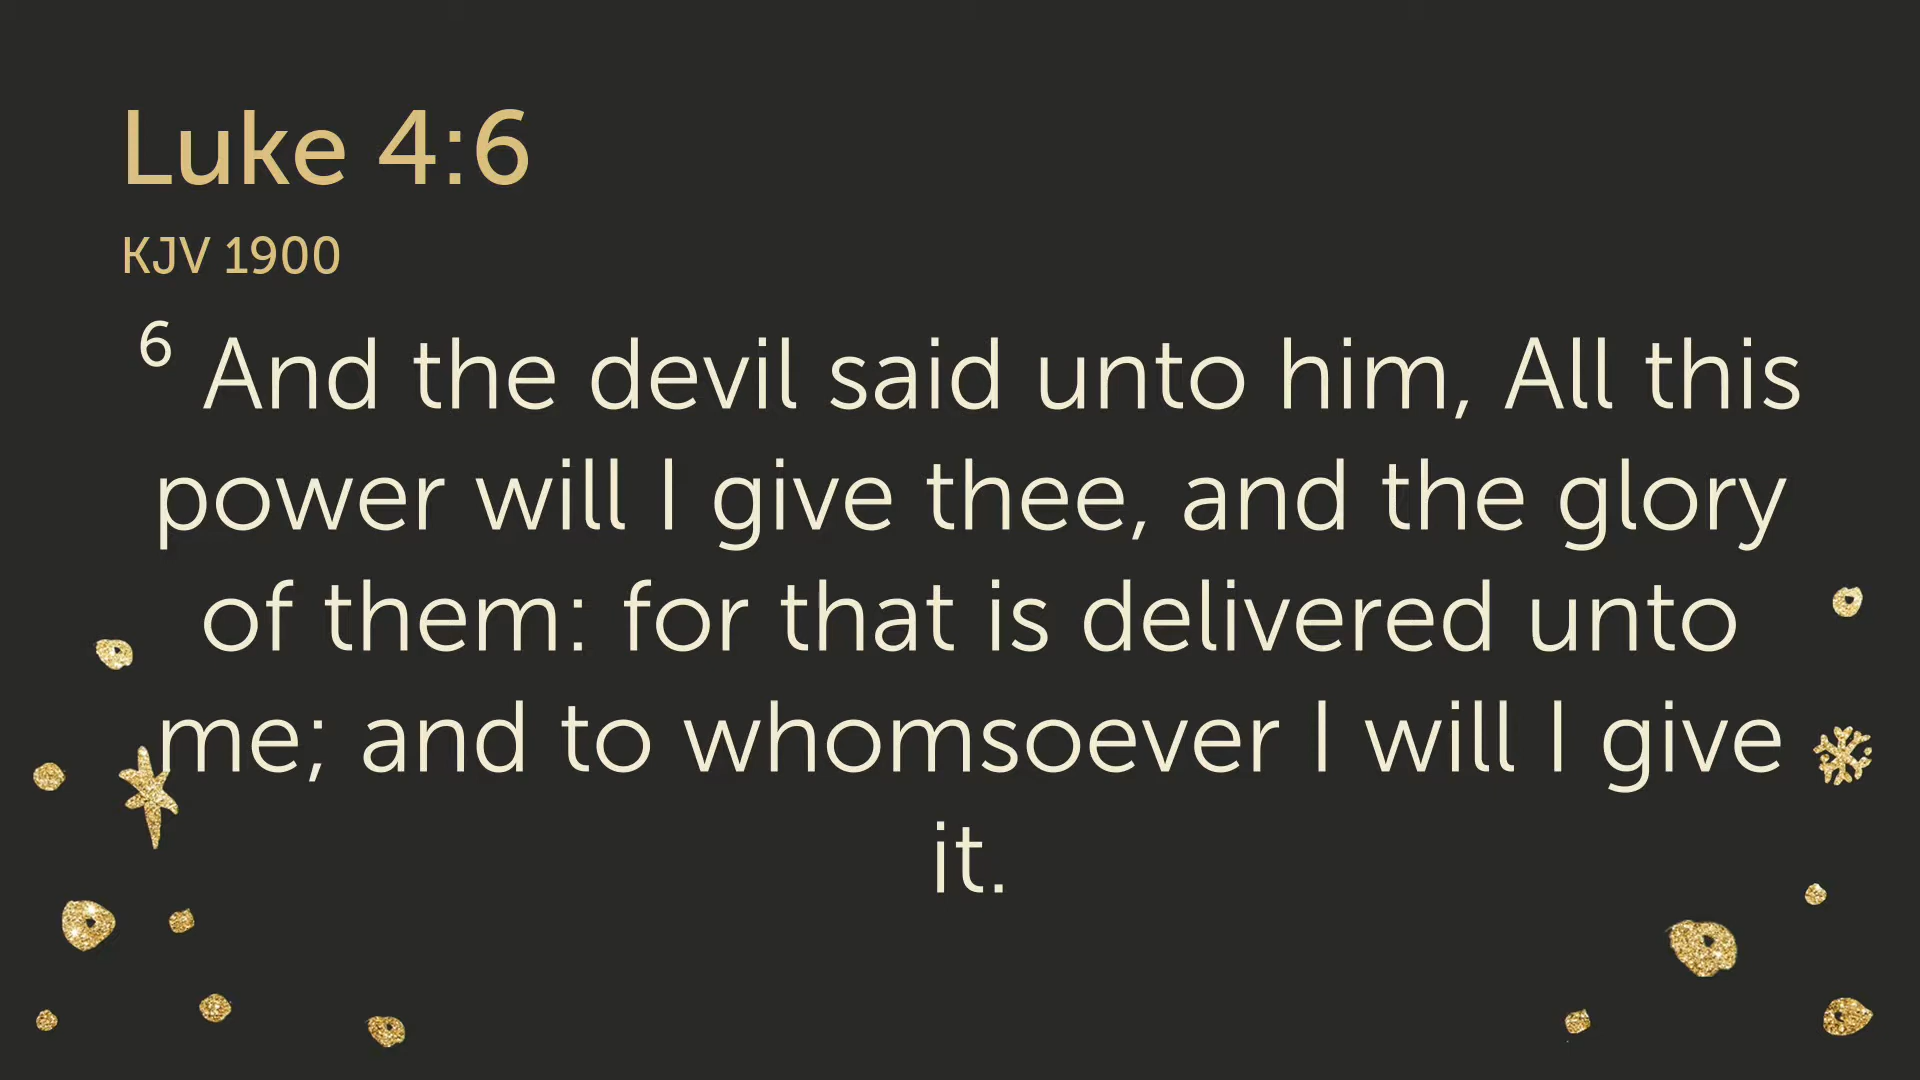 Luke 4:6
KJV 1900
6 And the devil said unto him, All this
power will I give thee, and the glory
of them: for that is delivered unto
me; and to whomsoever I will I give
it.